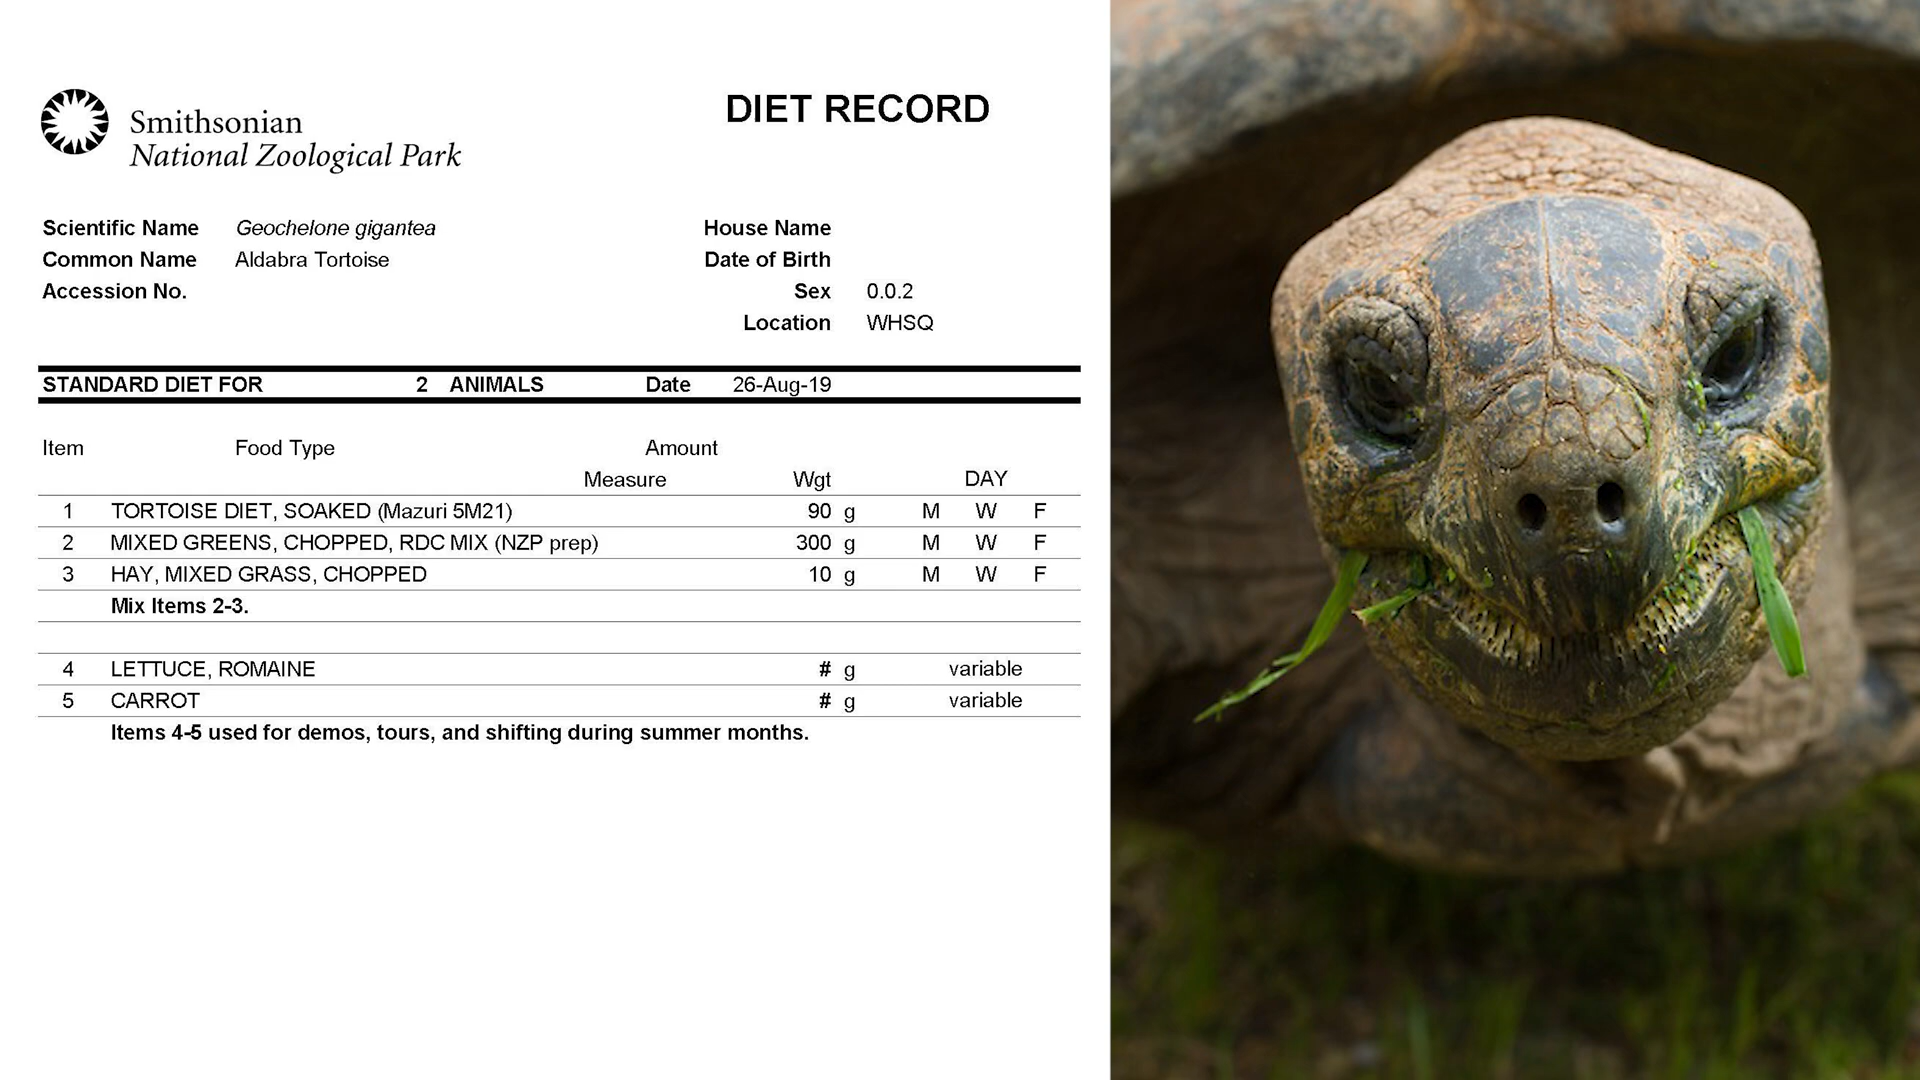 Smithsonian
National Zoological Park
DIET RECORD
Scientific Name Geochelone gigantea House Name
Common Name Aldabra Tortoise Date of Birth
Accession No. Sex 0.0.2
Location WHSQ
STANDARD DIET FOR 2 ANIMALS Date 26-Aug-19
Item Food Type Amount
Measure Wgt DAY
1 TORTOISE DIET, SOAKED (Mazuri 5M21) 90 g M W F
2 MIXED GREENS, CHOPPED, RDC MIX (NZP prep) 300 g M W F
3 HAY, MIXED GRASS, CHOPPED 10 g M W F
Mix Items 2-3.
4 LETTUCE, ROMAINE # g variable
5 CARROT # g variable
Items 4-5 used for demos, tours, and shifting during summer months.